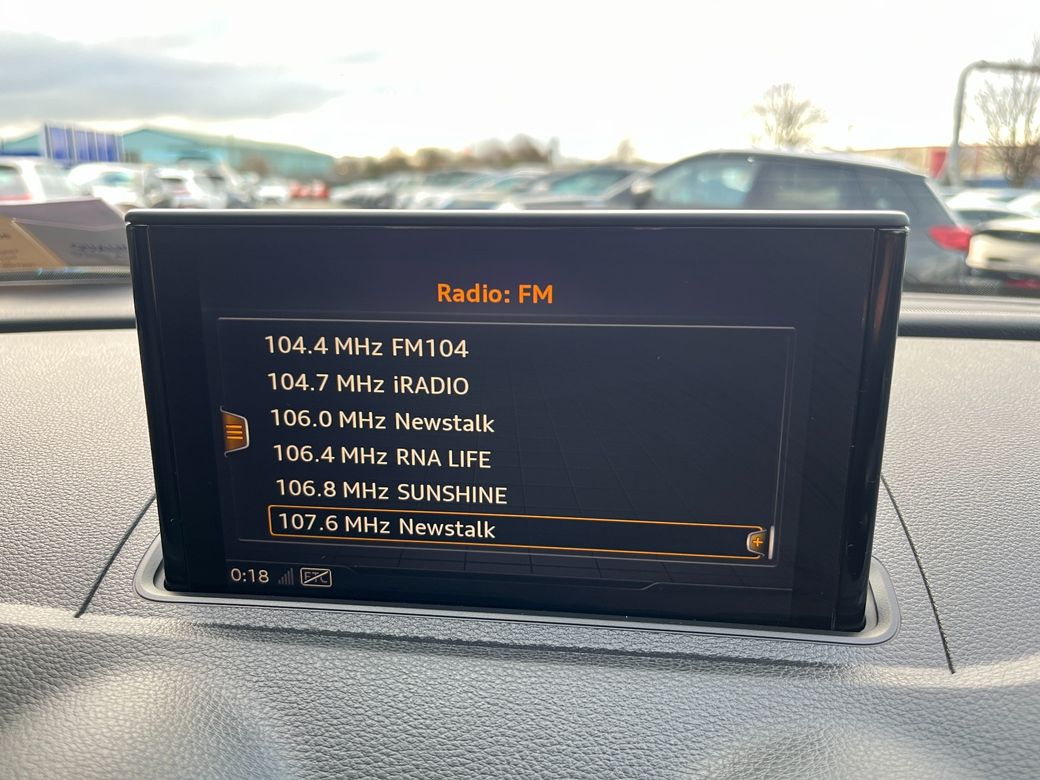 Radio: FM
104.4 MHz FM104
104.7 MHz iRADIO
106.0 MHz Newstalk
106.4 MHz RNA LIFE
106.8 MHz SUNSHINE
107.6 MHz Newstalk
0:18 ETC